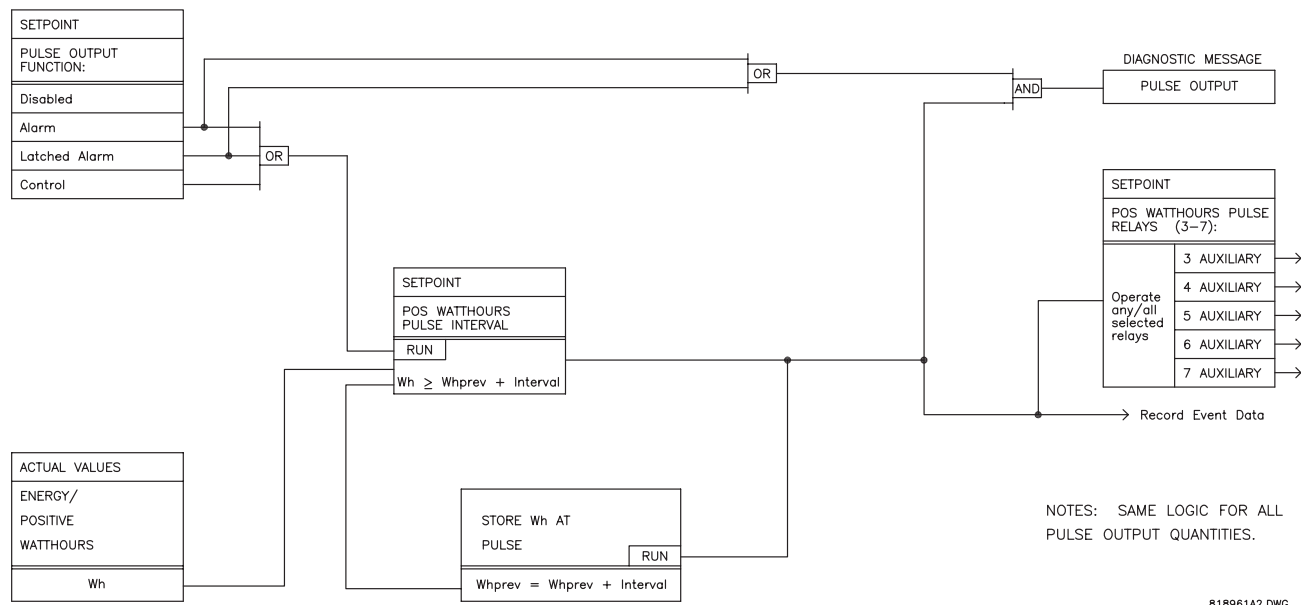 SETPOINT
PULSE OUTPUT
FUNCTION:
Disabled
Alarm
Latched Alarm
Control
OR
OR
AND
DIAGNOSTIC MESSAGE
PULSE OUTPUT
SETPOINT
POS WATTHOURS PULSE
RELAYS (3-7):
Operate
any/all
selected
relays
3 AUXILIARY
4 AUXILIARY
5 AUXILIARY
6 AUXILIARY
7 AUXILIARY
Record Event Data
SETPOINT
POS WATTHOURS
PULSE INTERVAL
RUN
Wh ≥ Whprev + Interval
ACTUAL VALUES
ENERGY/
POSITIVE
WATTHOURS
Wh
STORE Wh AT
PULSE
RUN
Whprev = Whprev + Interval
NOTES: SAME LOGIC FOR ALL
PULSE OUTPUT QUANTITIES.
818961A2.DWG